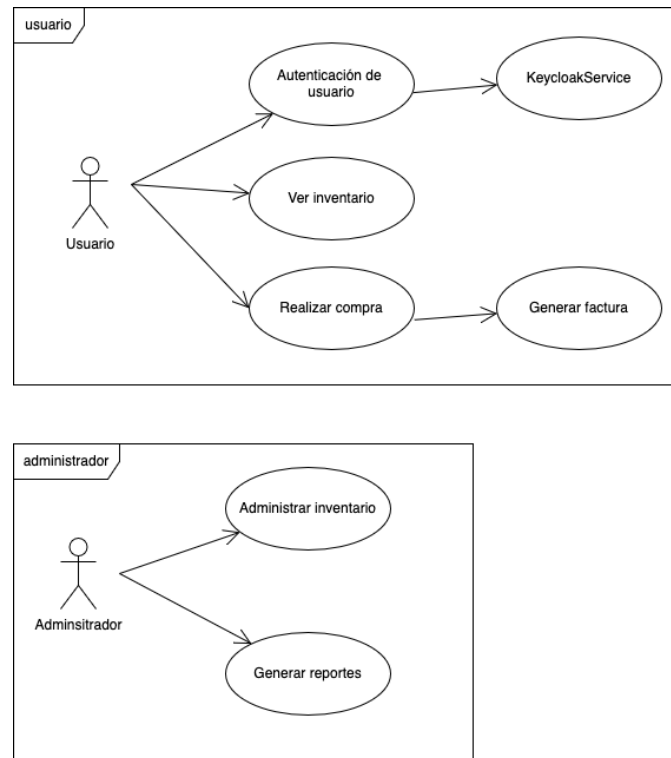 usuario
Autenticación de
usuario
KeycloakService
Ver inventario
Usuario
Realizar compra
Generar factura
administrador
Administrar inventario
Adminsitrador
Generar reportes